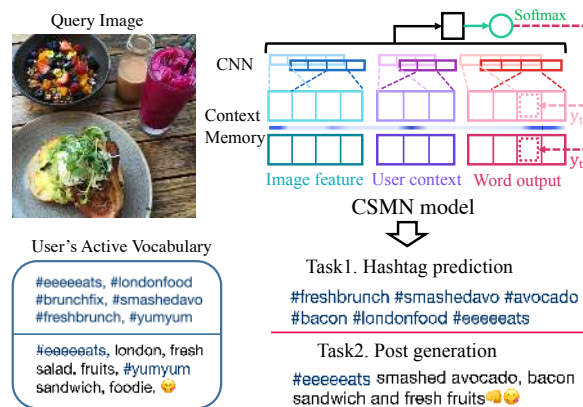 Query Image
Softmax
CNN
Context
Memory
y_t
y_t
Image feature
User context
Word output
CSMN model
User's Active Vocabulary
#eeeeeats, #londonfood
#brunchfix, #smashedavo
#freshbrunch, #yumyum
#eeeeeats, london, fresh
salad, fruits, #yumyum
sandwich, foodie, 😋
Task1. Hashtag prediction
#freshbrunch #smashedavo #avocado
#bacon #londonfood #eeeeeats
Task2. Post generation
#eeeeeats smashed avocado, bacon
sandwich and fresh fruits👊😋